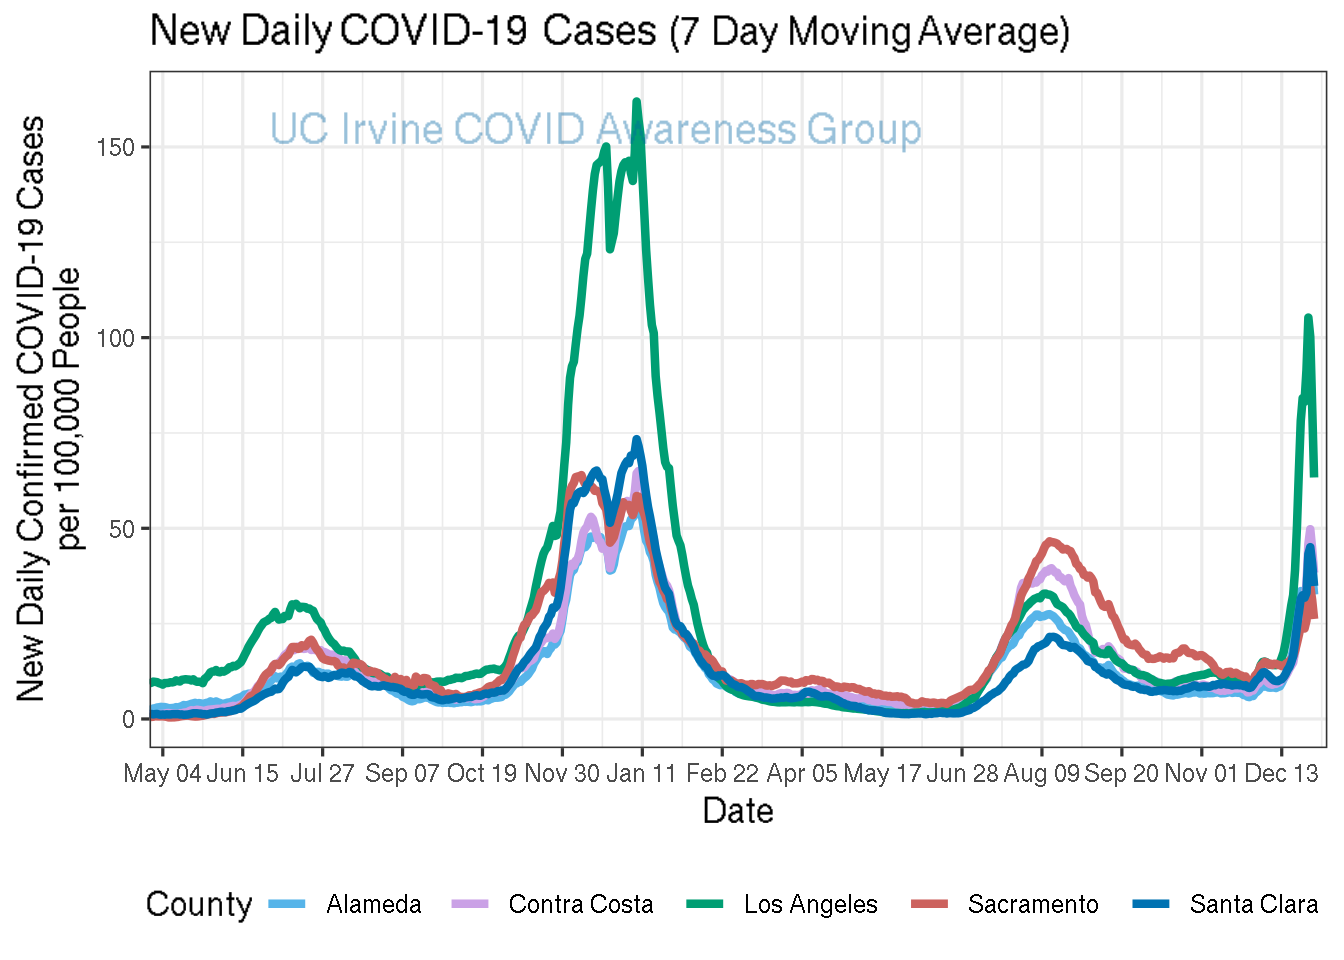 New Daily COVID-19 Cases (7 Day Moving Average)
UC Irvine COVID Awareness Group
New Daily Confirmed COVID-19 Cases
per 100,000 People
150
100
50
0
May 04 Jun 15 Jul 27 Sep 07 Oct 19 Nov 30 Jan 11 Feb 22 Apr 05 May 17 Jun 28 Aug 09 Sep 20 Nov 01 Dec 13
Date
County Alameda Contra Costa Los Angeles Sacramento Santa Clara